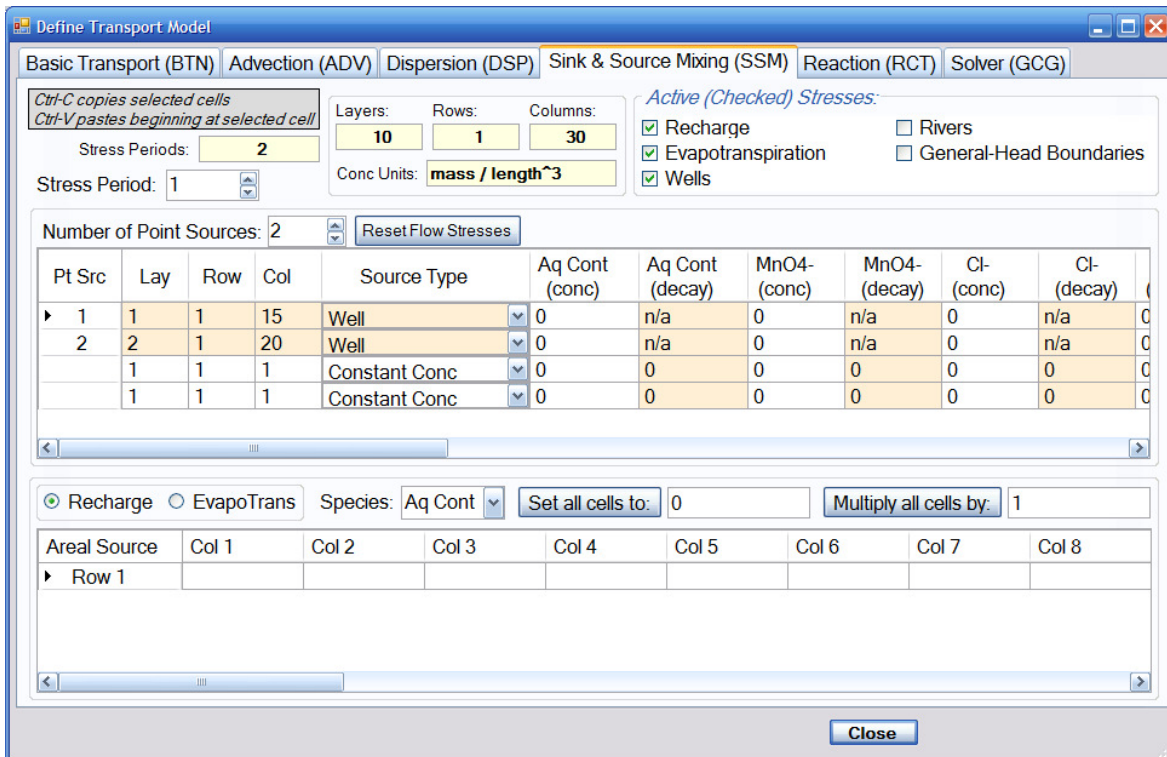 Define Transport Model
Basic Transport (BTN) Advection (ADV) Dispersion (DSP) Sink & Source Mixing (SSM) Reaction (RCT) Solver (GCG)
Ctrl-C copies selected cells
Ctrl-V pastes beginning at selected cell
Stress Periods: 2
Stress Period: 1
Layers: Rows: Columns:
10 1 30
Conc Units: mass / length^3
Active (Checked) Stresses:
Recharge Rivers
Evapotranspiration General-Head Boundaries
Wells
Number of Point Sources: 2 Reset Flow Stresses
Pt Src Lay Row Col Source Type Aq Cont (conc) Aq Cont (decay) MnO4- (conc) MnO4- (decay) Cl- (conc) Cl- (decay) (
1 1 1 15 Well 0 n/a 0 n/a 0 n/a 0
2 2 1 20 Well 0 n/a 0 n/a 0 n/a 0
1 1 1 Constant Conc 0 0 0 0 0 0 0
1 1 1 Constant Conc 0 0 0 0 0 0 0
Recharge EvapoTrans Species: Aq Cont Set all cells to: 0 Multiply all cells by: 1
Areal Source Col 1 Col 2 Col 3 Col 4 Col 5 Col 6 Col 7 Col 8
Row 1
Close